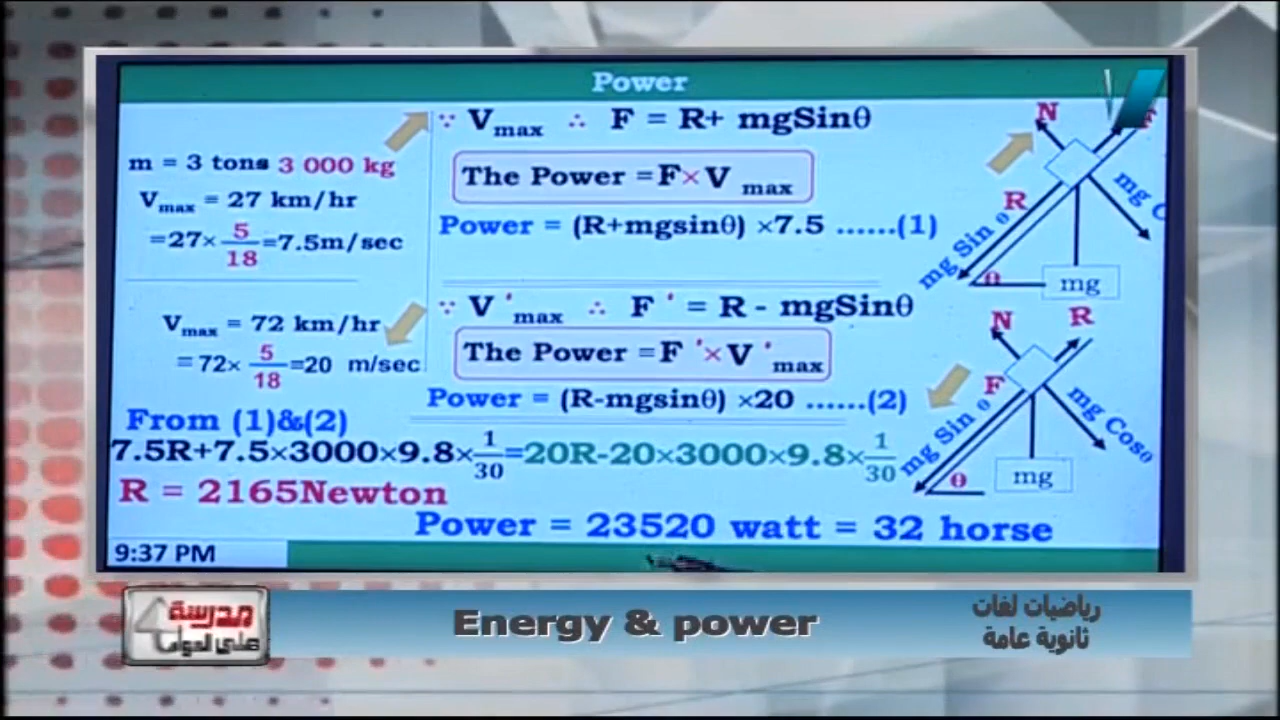 Power
m = 3 tons 3 000 kg
Vmax = 27 km/hr
=27× 5/18 =7.5m/sec
Vmax = 72 km/hr
= 72× 5/18 =20 m/sec
∵ Vmax ∴ F = R+ mgSinθ
The Power =F×V max
Power = (R+mgsinθ) ×7.5 ......(1)
∵ V'max ∴ F' = R - mgSinθ
The Power =F'×V'max
Power = (R-mgsinθ) ×20 ......(2)
From (1)&(2)
7.5R+7.5×3000×9.8×1/30=20R-20×3000×9.8×1/30
R = 2165Newton
Power = 23520 watt = 32 horse
N
F
R
mg C
mg Sin θ
θ
mg
N
R
F
mg Cosθ
mg Sin θ
θ
mg
9:37 PM
مدرسة
على الهواء
Energy & power
رياضيات لغات
ثانوية عامة